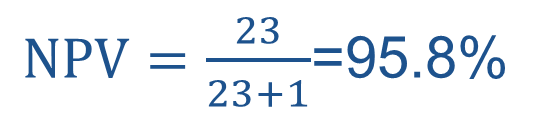 NPV = 23/23+1=95.8%